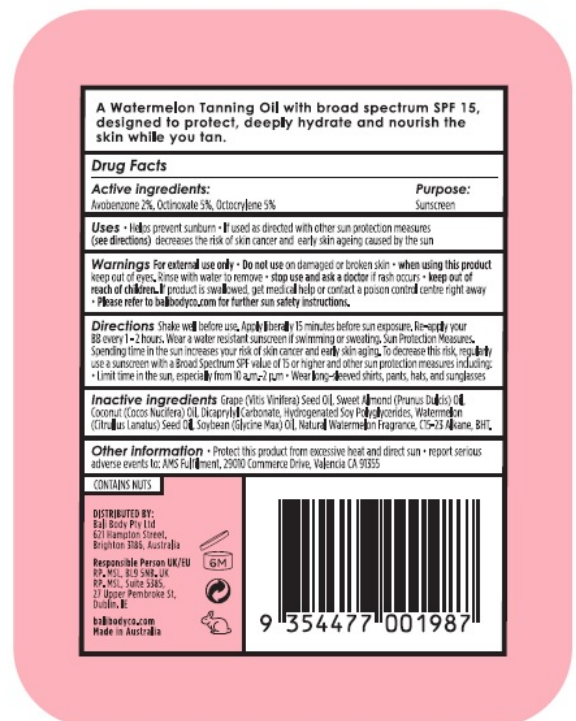 A Watermelon Tanning Oil with broad spectrum SPF 15,
designed to protect, deeply hydrate and nourish the
skin while you tan.
Drug Facts
Active ingredients: Purpose:
Avobenzone 2%, Octinoxate 5%, Octocrylene 5% Sunscreen
Uses • Helps prevent sunburn • If used as directed with other sun protection measures
(see directions) decreases the risk of skin cancer and early skin ageing caused by the sun
Warnings For external use only • Do not use on damaged or broken skin • when using this product
keep out of eyes. Rinse with water to remove • stop use and ask a doctor if rash occurs • keep out of
reach of children. If product is swallowed, get medical help or contact a poison control centre right away
• Please refer to balibodyco.com for further sun safety instructions.
Directions Shake well before use. Apply liberally 15 minutes before sun exposure. Re-apply your
BB every 1-2 hours. Wear a water resistant sunscreen if swimming or sweating. Sun Protection Measures.
Spending time in the sun increases your risk of skin cancer and early skin aging. To decrease this risk, regularly
use a sunscreen with a Broad Spectrum SPF value of 15 or higher and other sun protection measures including:
• Limit time in the sun, especially from 10 a.m.-2 p.m • Wear long-sleeved shirts, pants, hats, and sunglasses
Inactive ingredients Grape (Vitis Vinifera) Seed Oil, Sweet Almond (Prunus Dulcis) Oil,
Coconut (Cocos Nucifera) Oil, Dicaprylyl Carbonate, Hydrogenated Soy Polyglycerides, Watermelon
(Citrullus Lanatus) Seed Oil, Soybean (Glycine Max) Oil, Natural Watermelon Fragrance, C15-23 Alkane, BHT.
Other information • Protect this product from excessive heat and direct sun • report serious
adverse events to: AMS Fulfilment, 29010 Commerce Drive, Valencia CA 91355
CONTAINS NUTS
DISTRIBUTED BY:
Bali Body Pty Ltd
621 Hampton Street,
Brighton 3186, Australia
Responsible Person UK/EU
RP. MSL, BL9 5NB. UK
RP. MSL, Suite 5385,
27 Upper Pembroke St,
Dublin. IE
balibodyco.com
Made in Australia
6M
9 354477 001987